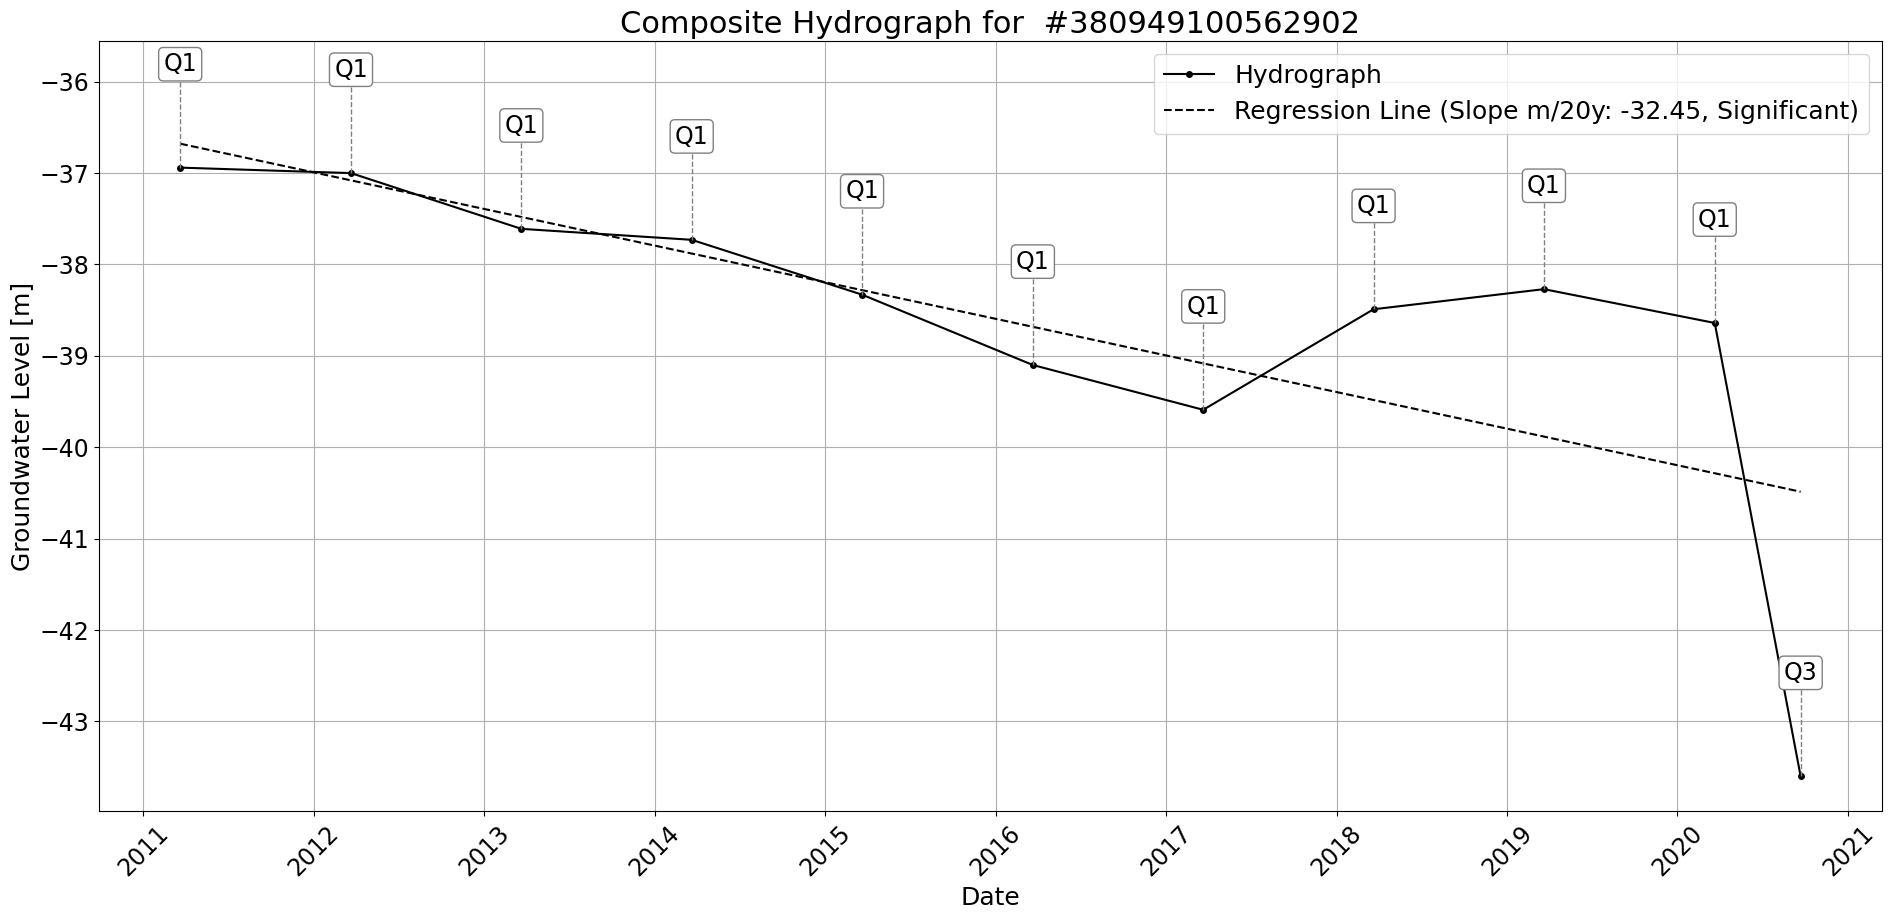 Composite Hydrograph for  #380949100562902
Hydrograph
Regression Line (Slope m/20y: -32.45, Significant)
Q1
Q1
Q1
Q1
Q1
Q1
Q1
Q1
Q1
Q1
Q3
Groundwater Level [m]
−36
−37
−38
−39
−40
−41
−42
−43
2011
2012
2013
2014
2015
2016
2017
2018
2019
2020
2021
Date